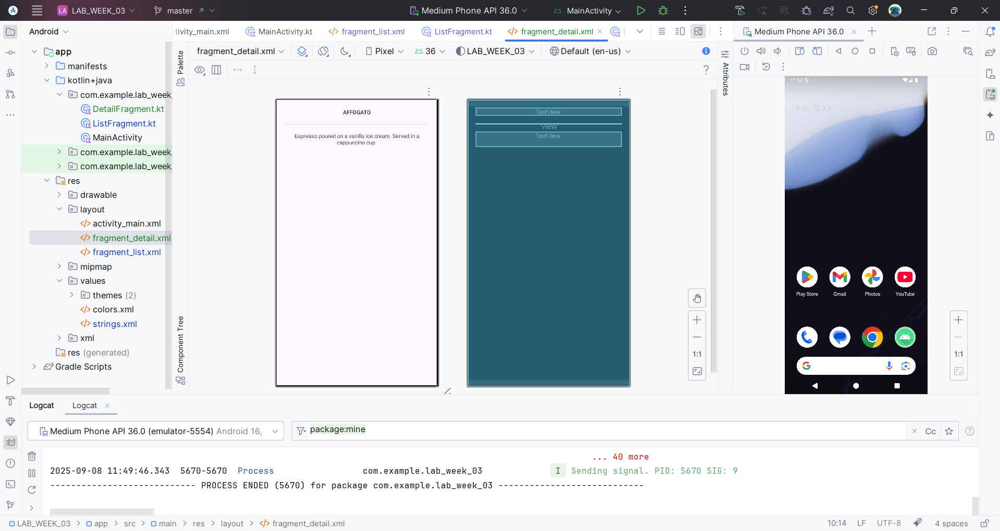 LA LAB_WEEK_03
master
Medium Phone API 36.0
MainActivity
Android
app
manifests
kotlin+java
com.example.lab_week_
DetailFragment.kt
ListFragment.kt
MainActivity
com.example.lab_week_
com.example.lab_week_
res
drawable
layout
activity_main.xml
fragment_detail.xml
fragment_list.xml
mipmap
values
themes (2)
colors.xml
strings.xml
xml
res (generated)
Gradle Scripts
tivity_main.xml
MainActivity.kt
fragment_list.xml
ListFragment.kt
fragment_detail.xml
fragment_detail.xml
Pixel
36
LAB_WEEK_03
Default (en-us)
?
Palette
Component Tree
Attributes
AFFOGATO
Espresso poured on a vanilla ice cream. Served in a
cappuccino cup.
TextView
View
TextView
1:1
Medium Phone API 36.0
11:52
Mon, Sep 8
Play Store
Gmail
Photos
YouTube
1:1
Logcat
Logcat
Medium Phone API 36.0 (emulator-5554) Android 16,
package:mine
Cc
... 40 more
2025-09-08 11:49:46.343 5670-5670 Process com.example.lab_week_03 I Sending signal. PID: 5670 SIG: 9
---------------------------- PROCESS ENDED (5670) for package com.example.lab_week_03 ----------------------------
LAB_WEEK_03 > app > src > main > res > layout > fragment_detail.xml
10:14 LF UTF-8 4 spaces